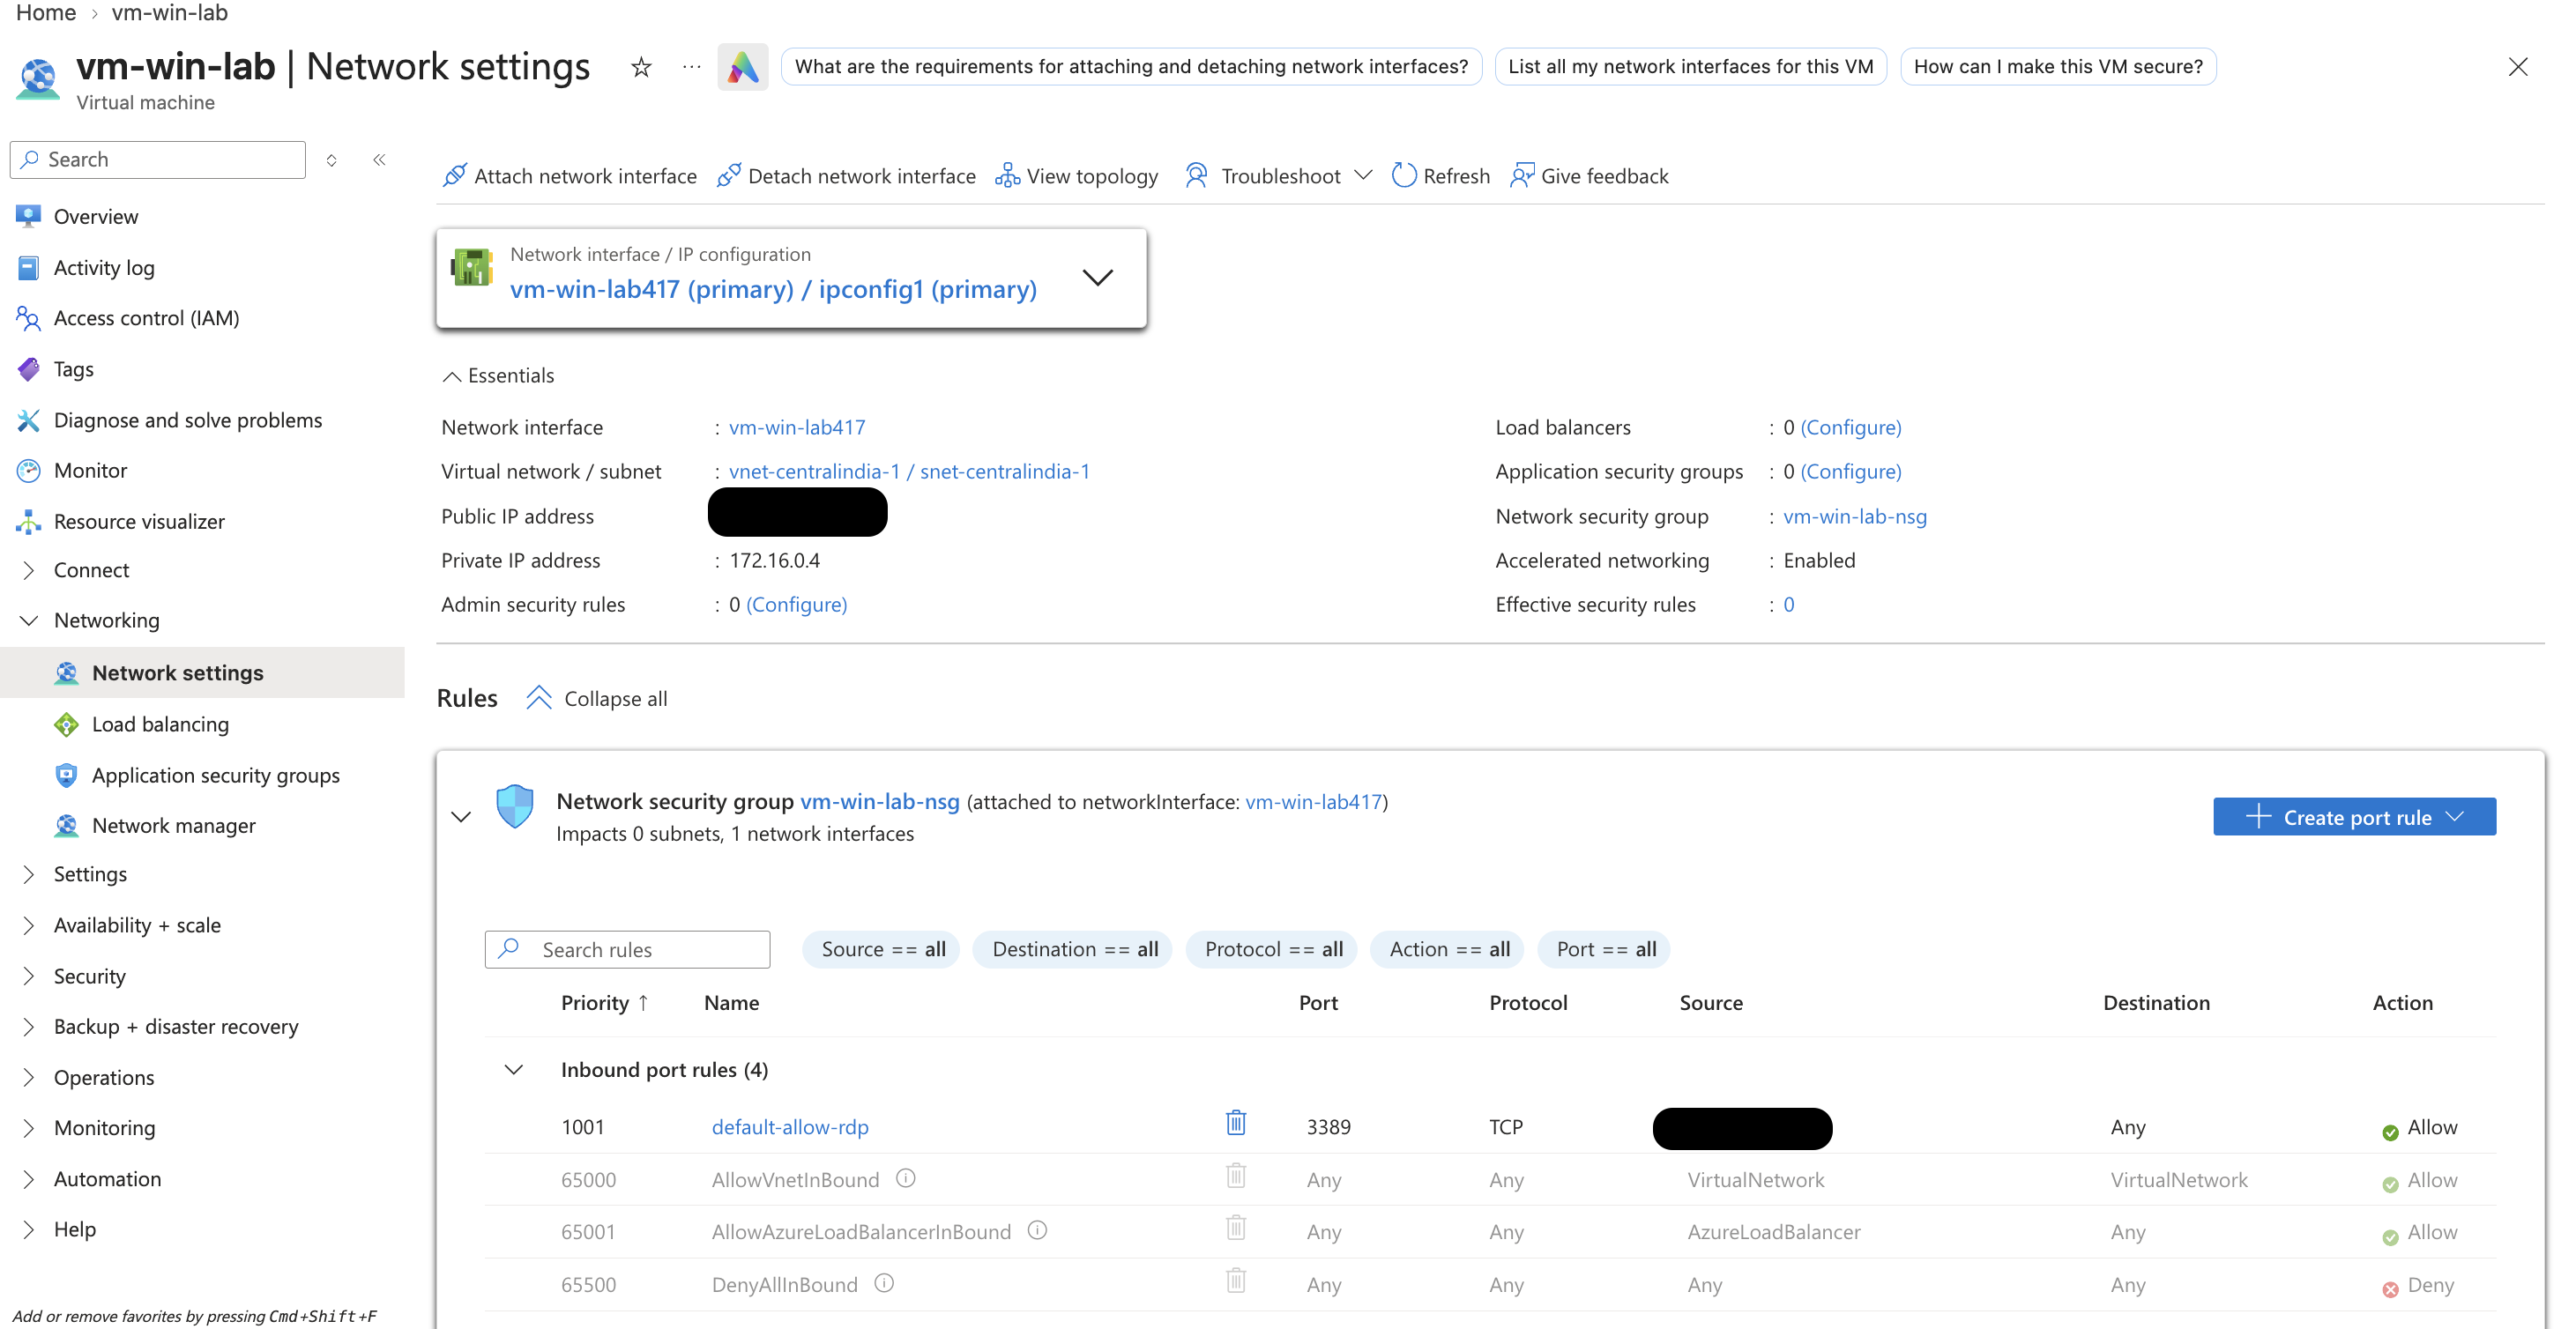 Home > vm-win-lab
vm-win-lab | Network settings
Virtual machine
What are the requirements for attaching and detaching network interfaces?
List all my network interfaces for this VM
How can I make this VM secure?
Search
Overview
Activity log
Access control (IAM)
Tags
Diagnose and solve problems
Monitor
Resource visualizer
Connect
Networking
Network settings
Load balancing
Application security groups
Network manager
Settings
Availability + scale
Security
Backup + disaster recovery
Operations
Monitoring
Automation
Help
Add or remove favorites by pressing Cmd+Shift+F
Attach network interface Detach network interface View topology Troubleshoot Refresh Give feedback
Network interface / IP configuration
vm-win-lab417 (primary) / ipconfig1 (primary)
Essentials
Network interface : vm-win-lab417
Virtual network / subnet : vnet-centralindia-1 / snet-centralindia-1
Public IP address
Private IP address : 172.16.0.4
Admin security rules : 0 (Configure)
Load balancers : 0 (Configure)
Application security groups : 0 (Configure)
Network security group : vm-win-lab-nsg
Accelerated networking : Enabled
Effective security rules : 0
Rules Collapse all
Network security group vm-win-lab-nsg (attached to networkInterface: vm-win-lab417)
Impacts 0 subnets, 1 network interfaces
Create port rule
Search rules Source == all Destination == all Protocol == all Action == all Port == all
Priority ↑ Name Port Protocol Source Destination Action
Inbound port rules (4)
1001 default-allow-rdp 3389 TCP Any Allow
65000 AllowVnetInBound Any Any VirtualNetwork VirtualNetwork Allow
65001 AllowAzureLoadBalancerInBound Any Any AzureLoadBalancer Any Allow
65500 DenyAllInBound Any Any Any Any Deny